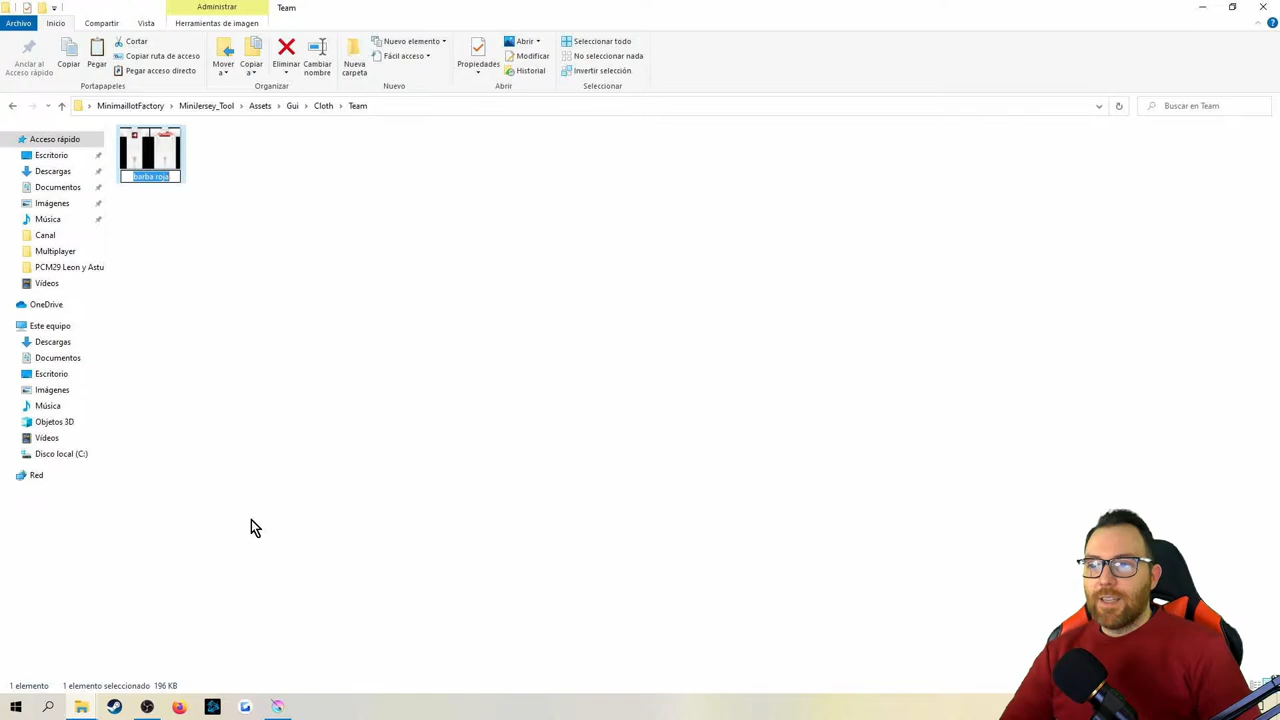 Administrar
Team
Archivo
Inicio
Compartir
Vista
Herramientas de imagen
Anclar al
Acceso rápido
Copiar
Pegar
Cortar
Copiar ruta de acceso
Pegar acceso directo
Portapapeles
Mover
a
Copiar
a
Eliminar
Cambiar
nombre
Organizar
Nueva
carpeta
Nuevo elemento
Fácil acceso
Nuevo
Propiedades
Abrir
Modificar
Historial
Abrir
Seleccionar todo
No seleccionar nada
Invertir selección
Seleccionar
MinimaillotFactory > MiniJersey_Tool > Assets > Gui > Cloth > Team
Buscar en Team
Acceso rápido
Escritorio
Descargas
Documentos
Imágenes
Música
Canal
Multiplayer
PCM29 Leon y Astu
Vídeos
OneDrive
Este equipo
Descargas
Documentos
Escritorio
Imágenes
Música
Objetos 3D
Vídeos
Disco local (C:)
Red
barba roja
1 elemento
1 elemento seleccionado 196 KB